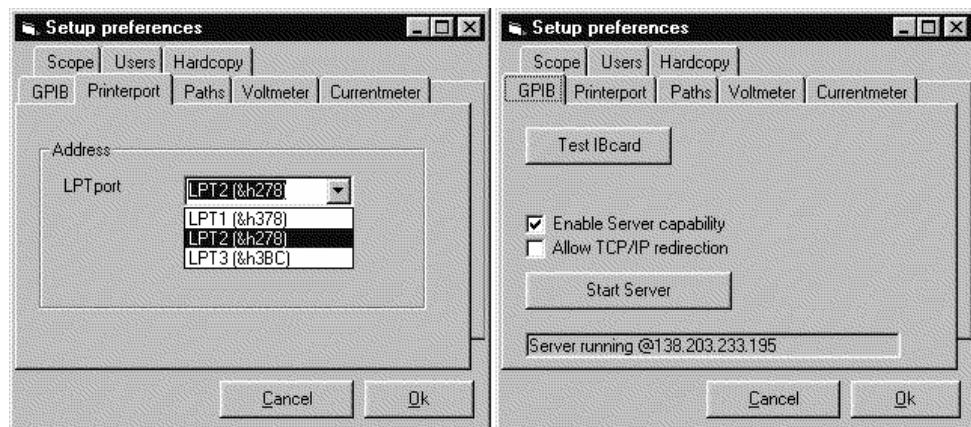 Setup preferences
Scope Users Hardcopy
GPIB Printerport Paths Voltmeter Currentmeter
Address
LPTport LPT2 (&h278)
LPT1 (&h378)
LPT2 (&h278)
LPT3 (&h3BC)
Cancel Ok
Setup preferences
Scope Users Hardcopy
GPIB Printerport Paths Voltmeter Currentmeter
Test IBcard
Enable Server capability
Allow TCP/IP redirection
Start Server
Server running @138.203.233.195
Cancel Ok